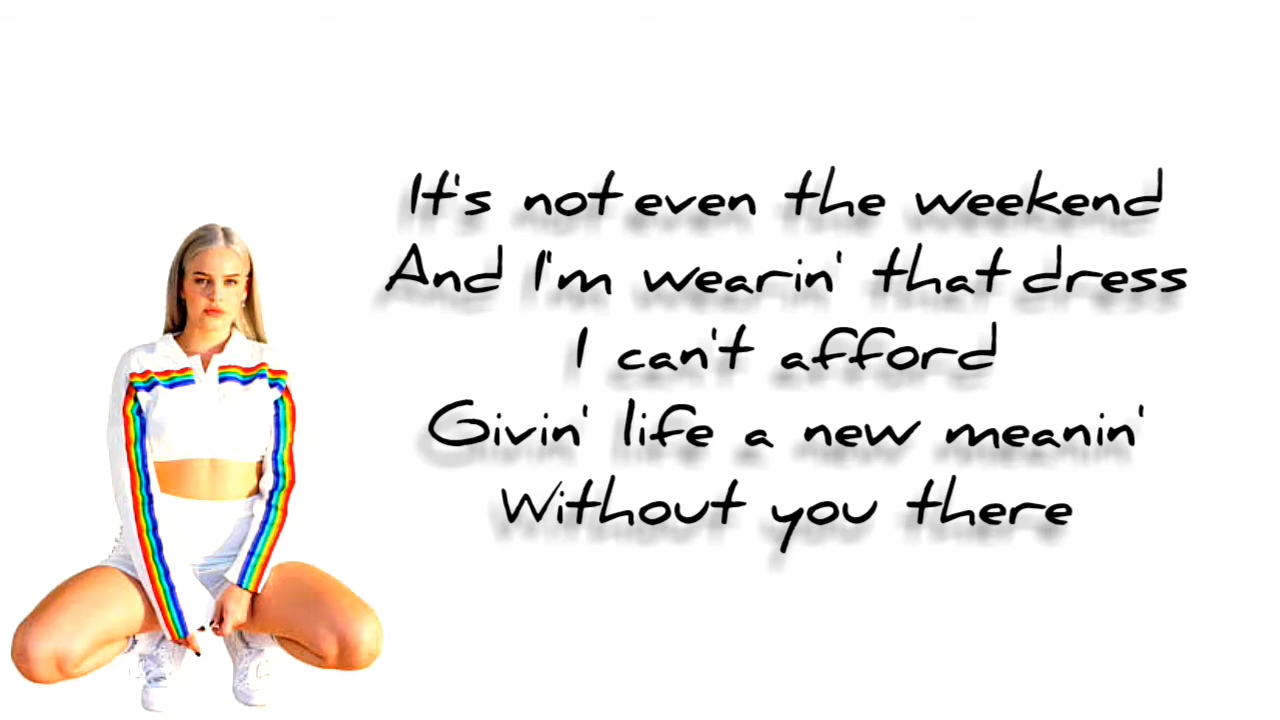 It's not even the weekend
And I'm wearin' that dress
I can't afford
Givin' life a new meanin'
Without you there